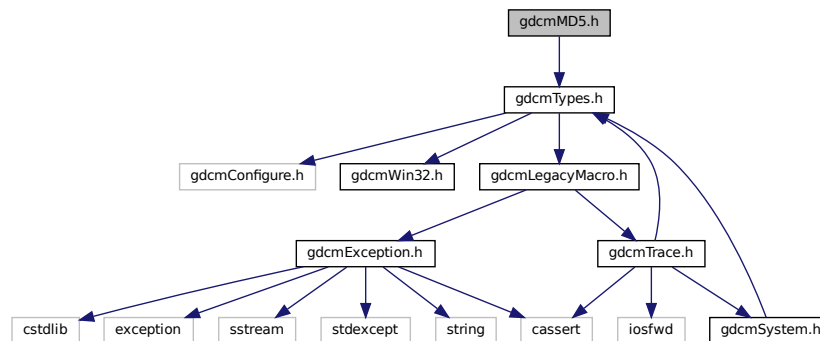 gdcmMD5.h
gdcmTypes.h
gdcmConfigure.h
gdcmWin32.h
gdcmLegacyMacro.h
gdcmException.h
gdcmTrace.h
cstdlib
exception
sstream
stdexcept
string
cassert
iosfwd
gdcmSystem.h